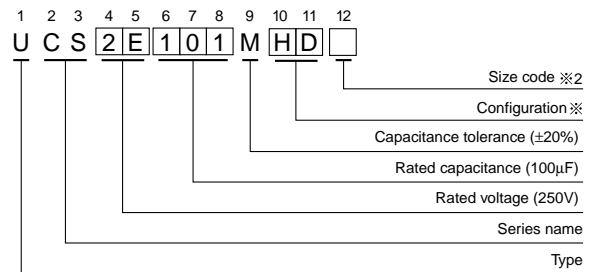 1 2 3 4 5 6 7 8 9 10 11 12
U C S 2 E 1 0 1 M H D
Size code ※2
Configuration※
Capacitance tolerance (±20%)
Rated capacitance (100µF)
Rated voltage (250V)
Series name
Type